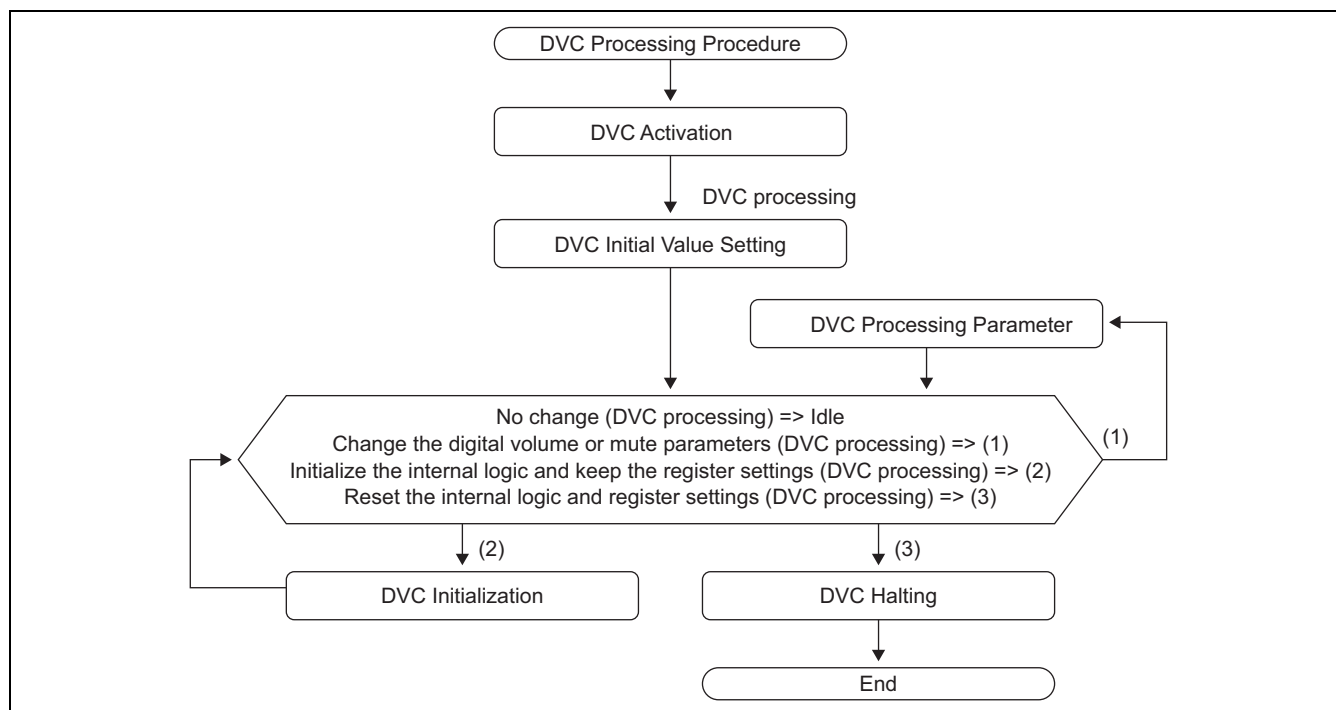 DVC Processing Procedure
DVC Activation
DVC processing
DVC Initial Value Setting
DVC Processing Parameter
No change (DVC processing) => Idle
Change the digital volume or mute parameters (DVC processing) => (1)
(1)
Initialize the internal logic and keep the register settings (DVC processing) => (2)
Reset the internal logic and register settings (DVC processing) => (3)
(2)
(3)
DVC Initialization
DVC Halting
End